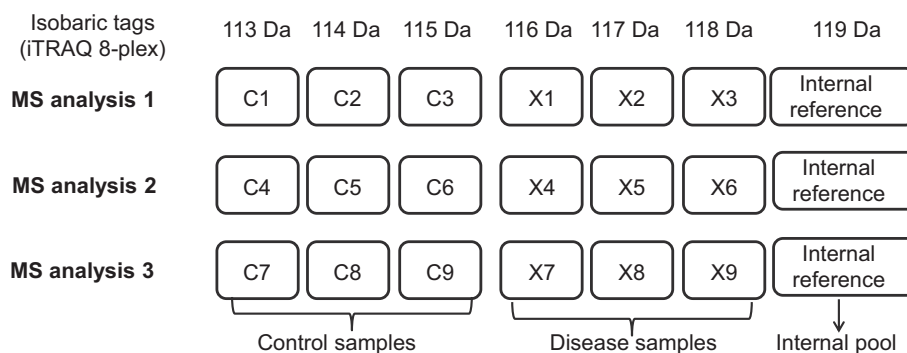 Isobaric tags
(iTRAQ 8-plex)
113 Da 114 Da 115 Da 116 Da 117 Da 118 Da 119 Da
MS analysis 1 C1 C2 C3 X1 X2 X3 Internal
reference
MS analysis 2 C4 C5 C6 X4 X5 X6 Internal
reference
MS analysis 3 C7 C8 C9 X7 X8 X9 Internal
reference
Control samples Disease samples Internal pool